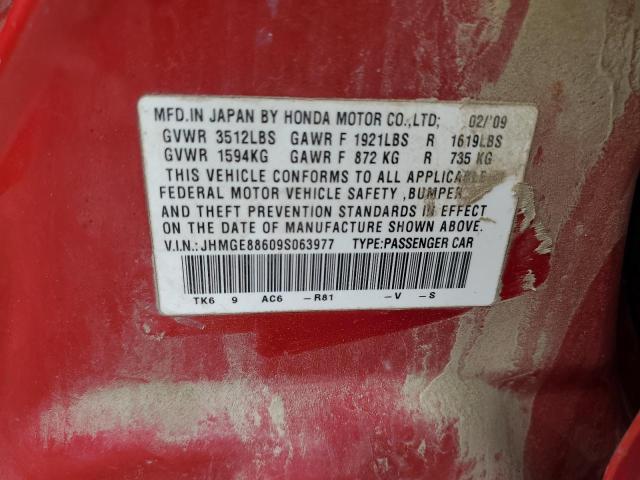 MFD.IN JAPAN BY HONDA MOTOR CO.,LTD; 02/'09
GVWR 3512LBS GAWR F 1921LBS R 1619LBS
GVWR 1594KG GAWR F 872 KG R 735 KG
THIS VEHICLE CONFORMS TO ALL APPLICABLE
FEDERAL MOTOR VEHICLE SAFETY ,BUMPER
AND THEFT PREVENTION STANDARDS IN EFFECT
ON THE DATE OF MANUFACTURE SHOWN ABOVE.
V.I.N.:JHMGE88609S063977 TYPE:PASSENGER CAR
TK6 9 AC6 -R81 -V -S